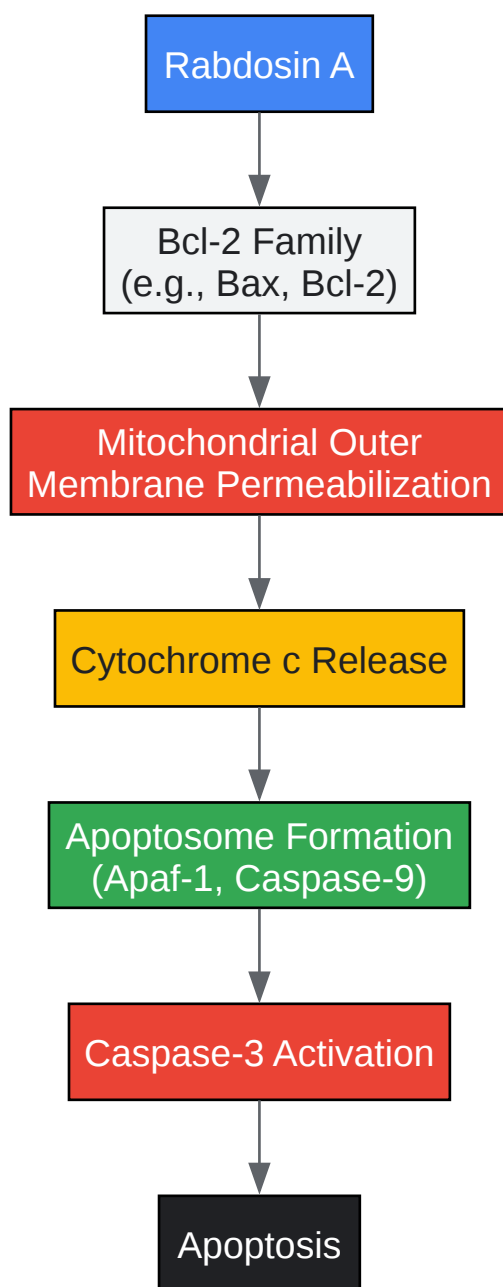 Rabdosin A
Bcl-2 Family
(e.g., Bax, Bcl-2)
Mitochondrial Outer
Membrane Permeabilization
Cytochrome c Release
Apoptosome Formation
(Apaf-1, Caspase-9)
Caspase-3 Activation
Apoptosis